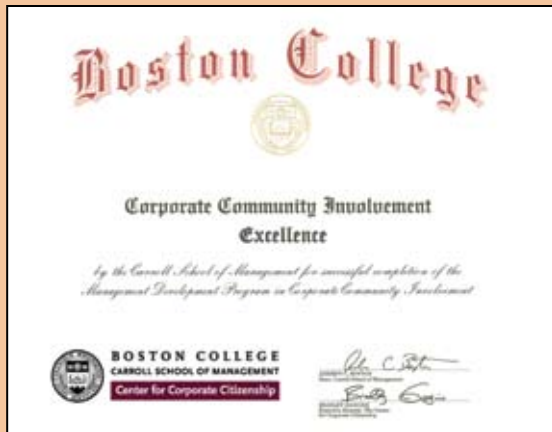 Boston College
Corporate Community Involvement
Excellence
by the Carroll School of Management for successful completion of the
Management Development Program in Corporate Community Involvement
BOSTON COLLEGE
CARROLL SCHOOL OF MANAGEMENT
Center for Corporate Citizenship